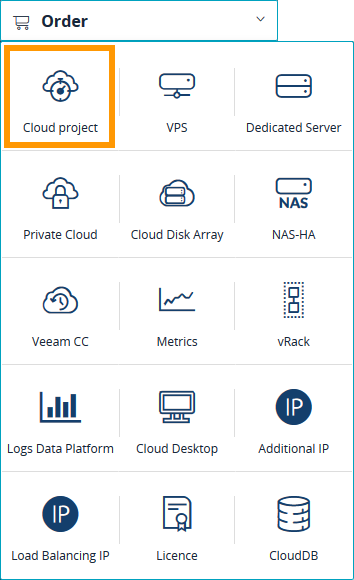 Order
Cloud project
VPS
Dedicated Server
Private Cloud
Cloud Disk Array
NAS
NAS-HA
Veeam CC
Metrics
vRack
Logs Data Platform
Cloud Desktop
IP
Additional IP
IP
Load Balancing IP
Licence
CloudDB